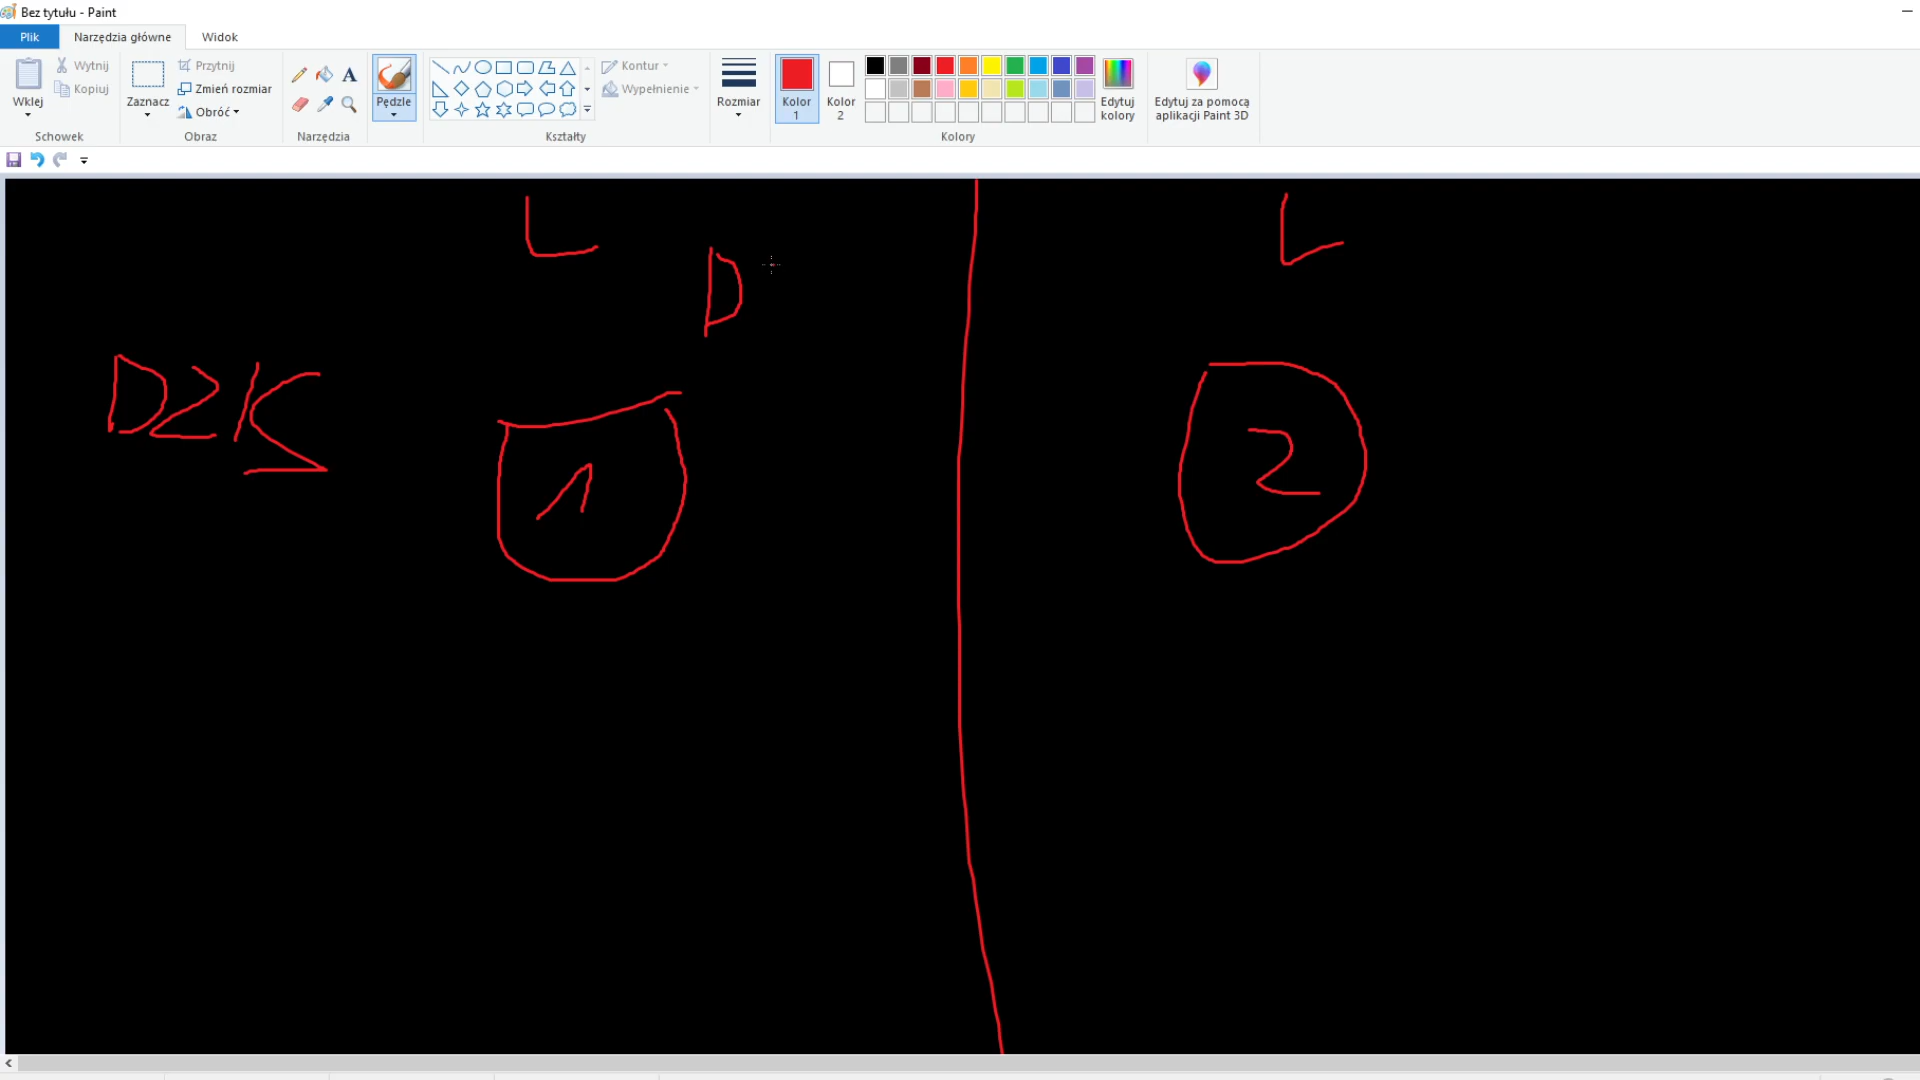 Bez tytułu - Paint
Plik Narzędzia główne Widok
Wklej
Wytnij
Kopiuj
Schowek
Zaznacz
Przytnij
Zmień rozmiar
Obróć
Obraz
A
Narzędzia
Pędzle
Kształty
Kontur
Wypełnienie
Rozmiar
Kolor
1
Kolor
2
Edytuj
kolory
Kolory
Edytuj za pomocą
aplikacji Paint 3D
L L
D
DZK
1 2